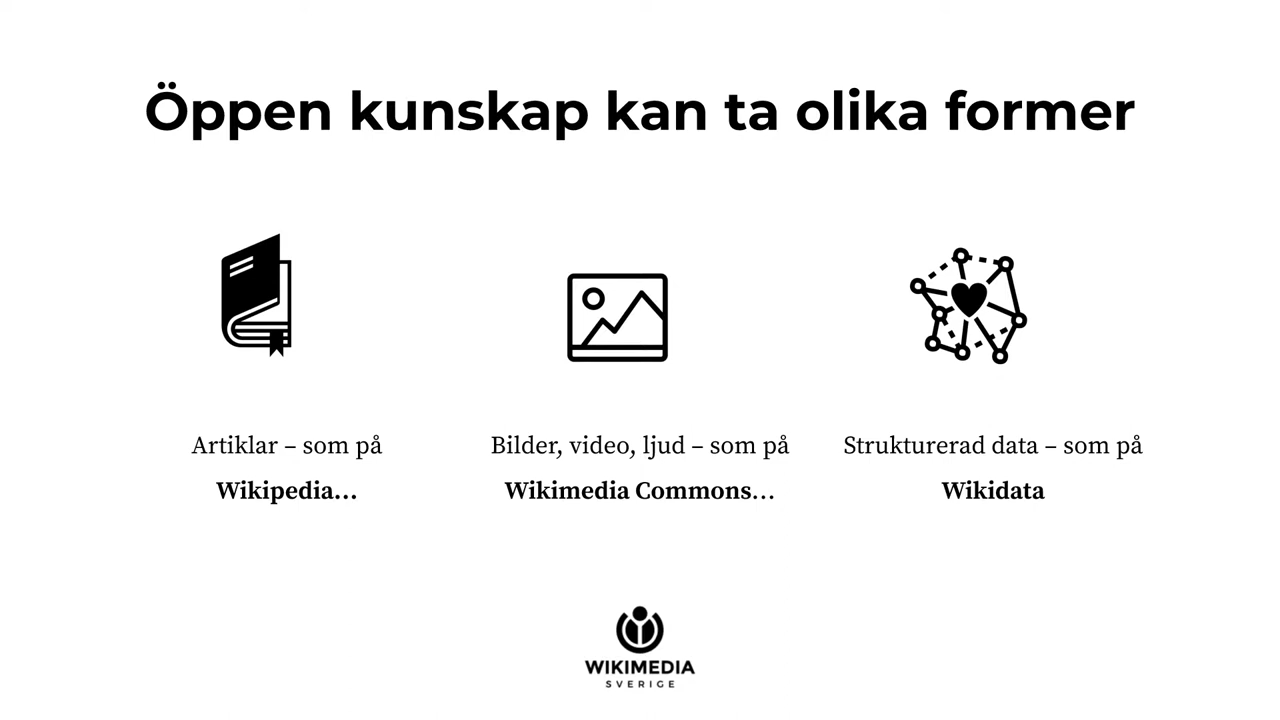 Öppen kunskap kan ta olika former
Artiklar – som på
Wikipedia...
Bilder, video, ljud – som på
Wikimedia Commons...
Strukturerad data – som på
Wikidata
WIKIMEDIA
SVERIGE